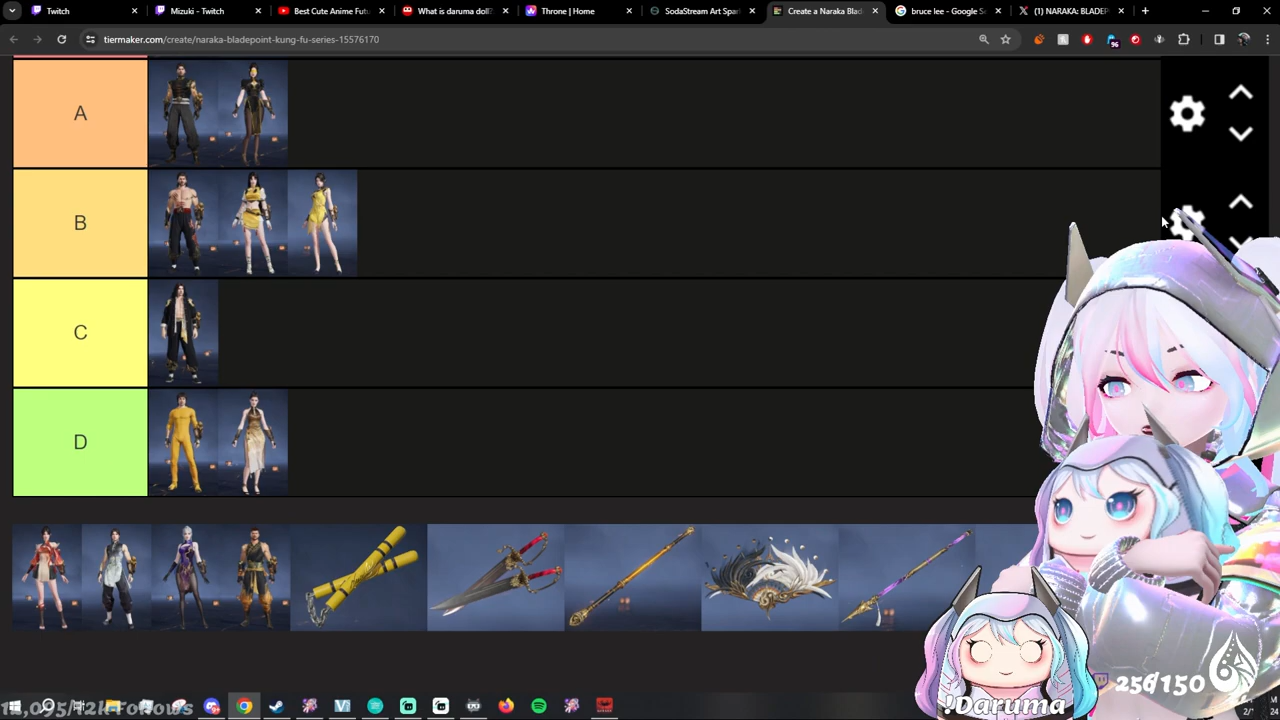 Twitch
Mizuki - Twitch
Best Cute Anime Futu
What is daruma doll?
Throne | Home
SodaStream Art Spar
Create a Naraka Blad
bruce lee - Google S
(1) NARAKA: BLADEP
tiermaker.com/create/naraka-bladepoint-kung-fu-series-15576170
96
A
B
C
D
250/150
!Daruma